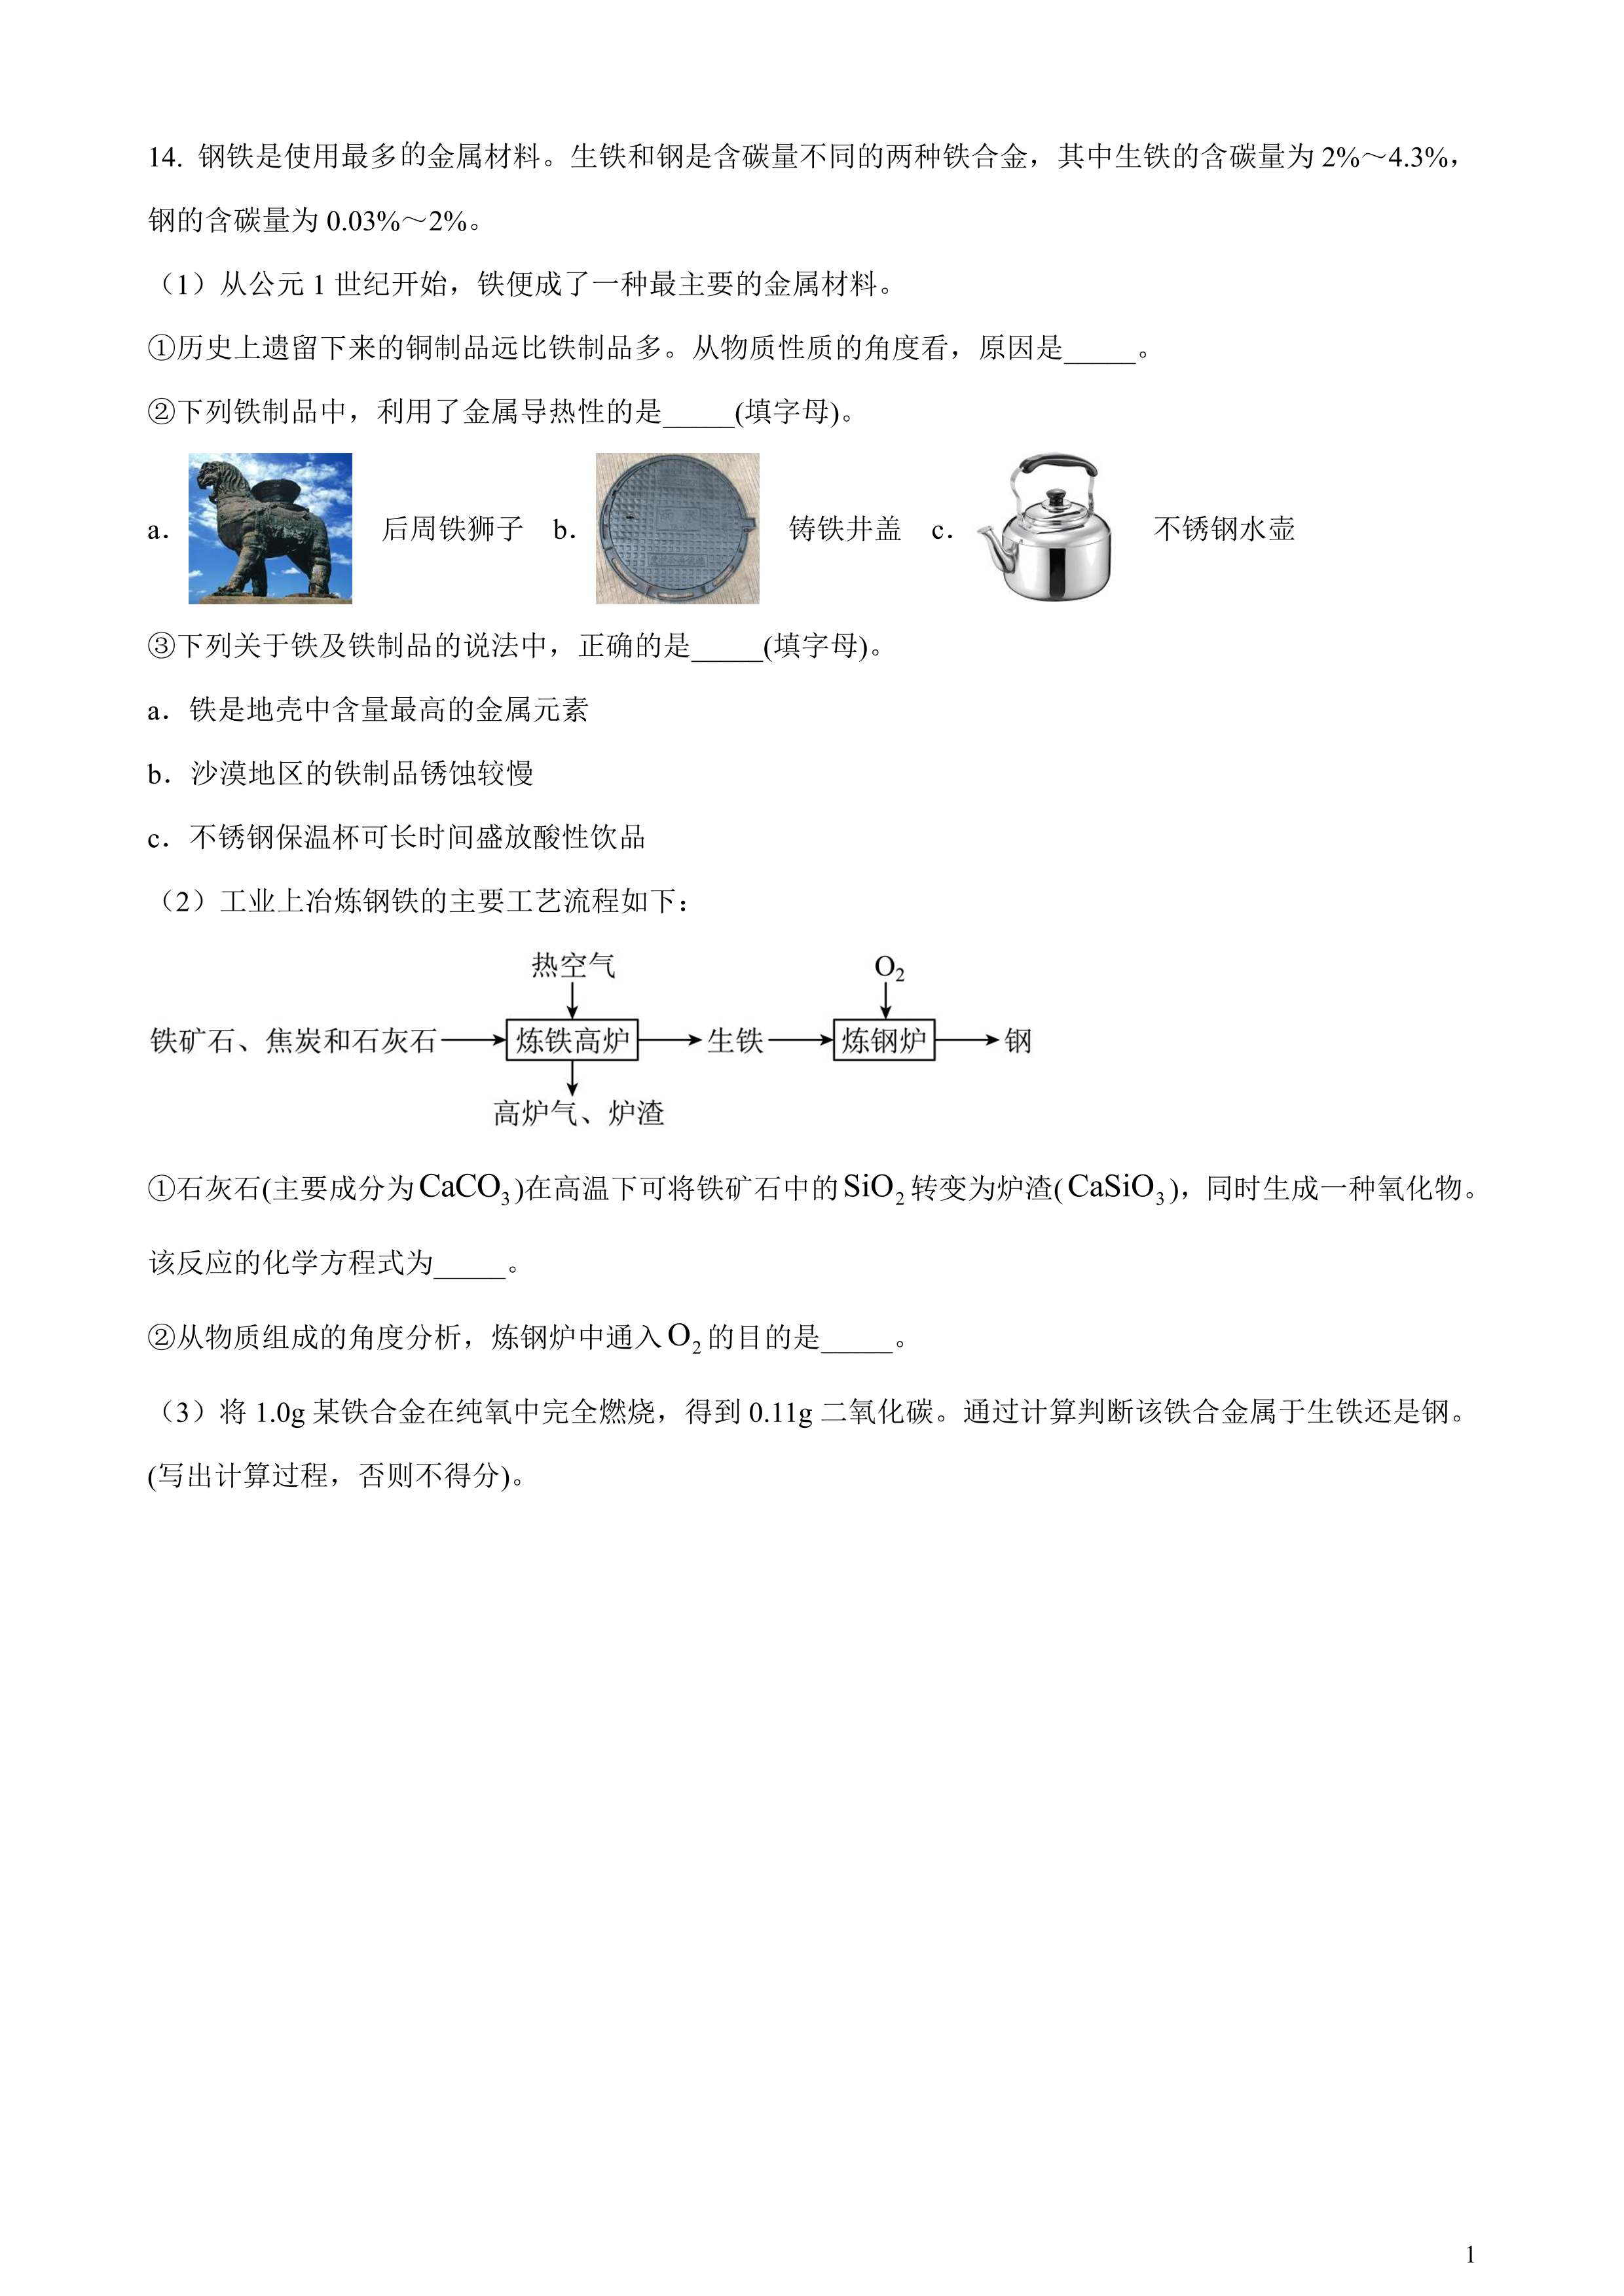 14. 钢铁是使用最多的金属材料。生铁和钢是含碳量不同的两种铁合金，其中生铁的含碳量为 2%～4.3%，
钢的含碳量为 0.03%～2%。
（1）从公元 1 世纪开始，铁便成了一种最主要的金属材料。
①历史上遗留下来的铜制品远比铁制品多。从物质性质的角度看，原因是_____。
②下列铁制品中，利用了金属导热性的是_____(填字母)。
a． 后周铁狮子 b． 铸铁井盖 c． 不锈钢水壶
③下列关于铁及铁制品的说法中，正确的是_____(填字母)。
a．铁是地壳中含量最高的金属元素
b．沙漠地区的铁制品锈蚀较慢
c．不锈钢保温杯可长时间盛放酸性饮品
（2）工业上冶炼钢铁的主要工艺流程如下：
热空气 O₂
铁矿石、焦炭和石灰石 炼铁高炉 生铁 炼钢炉 钢
高炉气、炉渣
①石灰石(主要成分为CaCO₃)在高温下可将铁矿石中的SiO₂转变为炉渣(CaSiO₃)，同时生成一种氧化物。
该反应的化学方程式为_____。
②从物质组成的角度分析，炼钢炉中通入O₂的目的是_____。
（3）将 1.0g 某铁合金在纯氧中完全燃烧，得到 0.11g 二氧化碳。通过计算判断该铁合金属于生铁还是钢。
(写出计算过程，否则不得分)。
1